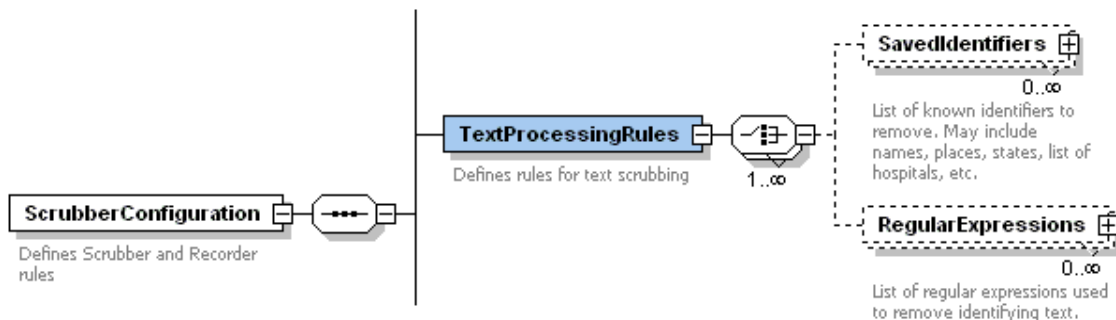 SavedIdentifiers
0..∞
List of known identifiers to
remove. May include
names, places, states, list of
hospitals, etc.
TextProcessingRules
Defines rules for text scrubbing
1..∞
ScrubberConfiguration
Defines Scrubber and Recorder
rules
RegularExpressions
0..∞
List of regular expressions used
to remove identifying text.